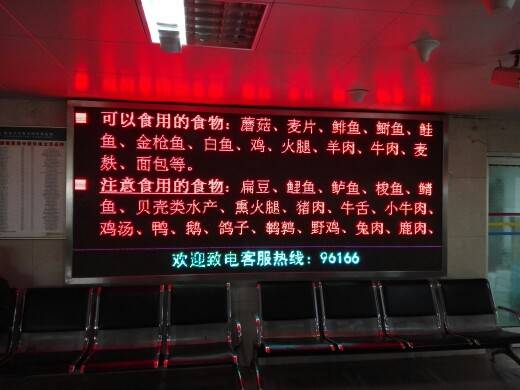 可以食用的食物：蘑菇、麦片、鲱鱼、鲥鱼、鲑
鱼、金枪鱼、白鱼、鸡、火腿、羊肉、牛肉、麦
麸、面包等。
注意食用的食物：扁豆、鲤鱼、鲈鱼、梭鱼、鳕
鱼、贝壳类水产、熏火腿、猪肉、牛舌、小牛肉、
鸡汤、鸭、鹅、鸽子、鹌鹑、野鸡、兔肉、鹿肉、
欢迎致电客服热线：96166